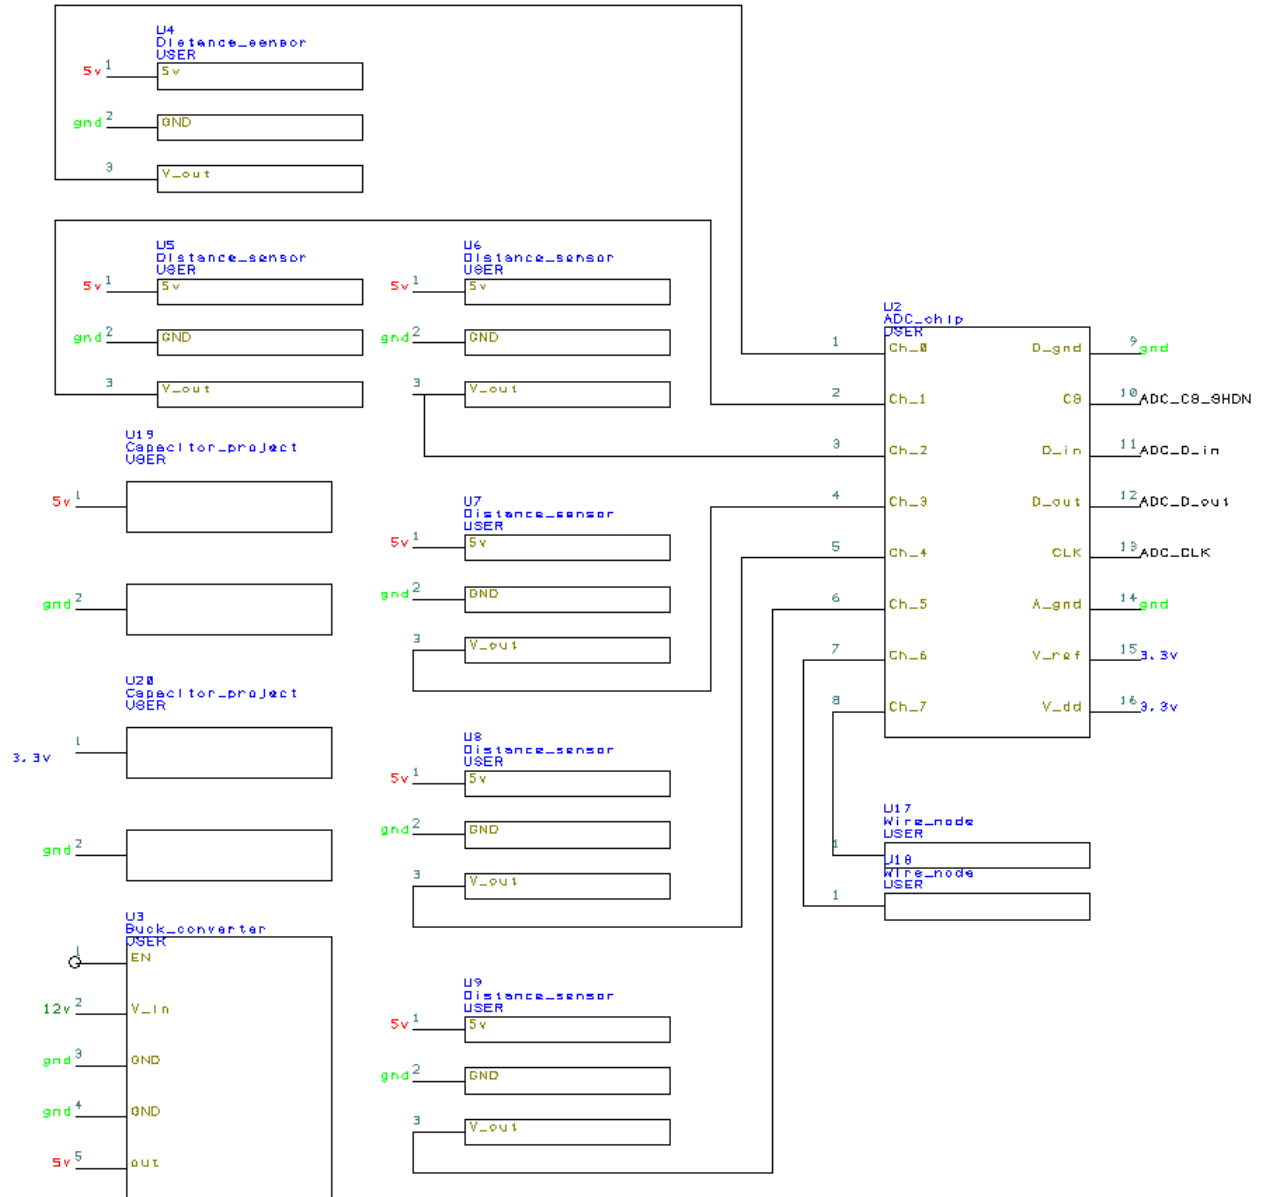 U4
Distance_sensor
USER
5v 1 5v
gnd 2 GND
3 V_out
U5
Distance_sensor
USER
5v 1 5v
gnd 2 GND
3 V_out
U6
Distance_sensor
USER
5v 1 5v
gnd 2 GND
3 V_out
U19
Capacitor_project
USER
5v 1
gnd 2
U7
Distance_sensor
USER
5v 1 5v
gnd 2 GND
3 V_out
U20
Capacitor_project
USER
3.3v 1
gnd 2
U8
Distance_sensor
USER
5v 1 5v
gnd 2 GND
3 V_out
U3
Buck_converter
USER
1 EN
12v 2 V_in
gnd 3 GND
gnd 4 GND
5v 5 out
U9
Distance_sensor
USER
5v 1 5v
gnd 2 GND
3 V_out
U2
ADC_chip
USER
1 Ch_0 D_gnd 9 gnd
2 Ch_1 CS 10 ADC_CS_SHDN
3 Ch_2 D_in 11 ADC_D_in
4 Ch_3 D_out 12 ADC_D_out
5 Ch_4 CLK 13 ADC_CLK
6 Ch_5 A_gnd 14 gnd
7 Ch_6 V_ref 15 3.3v
8 Ch_7 V_dd 16 3.3v
U17
Wire_node
USER
1
U18
Wire_node
USER
1